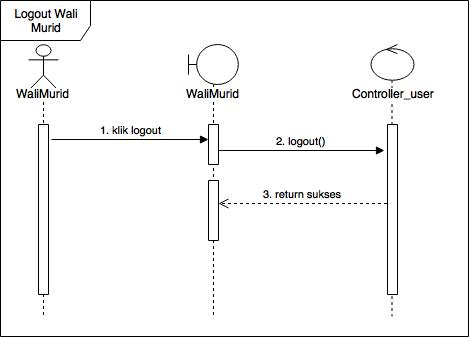 Logout Wali
Murid
WaliMurid
WaliMurid
Controller_user
1. klik logout
2. logout()
3. return sukses